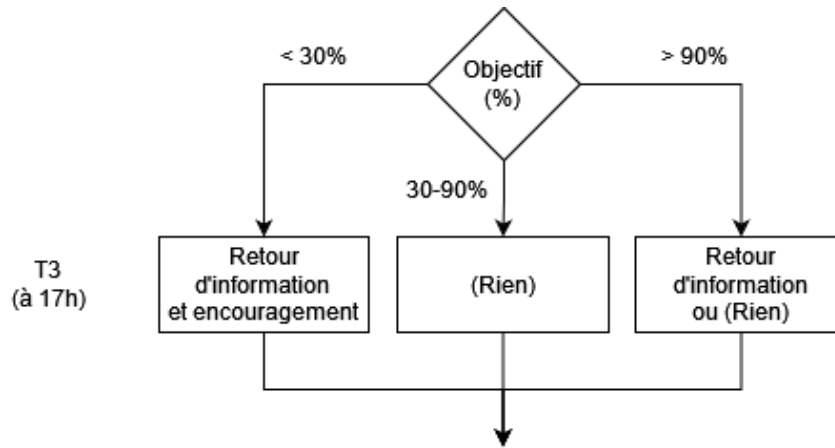 Objectif
(%)
< 30%
> 90%
30-90%
T3
(à 17h)
Retour
d'information
et encouragement
(Rien)
Retour
d'information
ou (Rien)